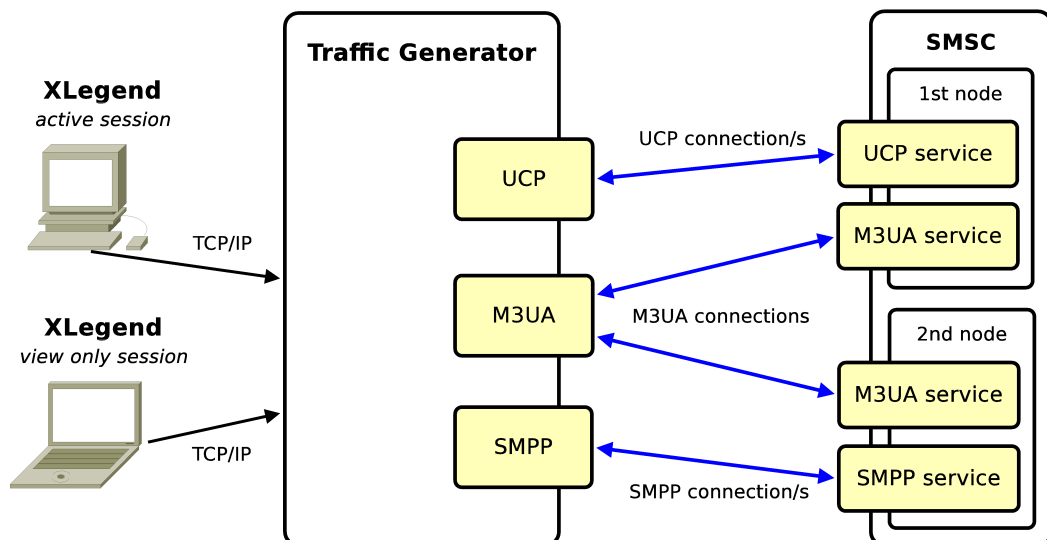 XLegend
active session
TCP/IP
XLegend
view only session
TCP/IP
Traffic Generator
UCP
M3UA
SMPP
UCP connection/s
M3UA connections
SMPP connection/s
SMSC
1st node
UCP service
M3UA service
2nd node
M3UA service
SMPP service